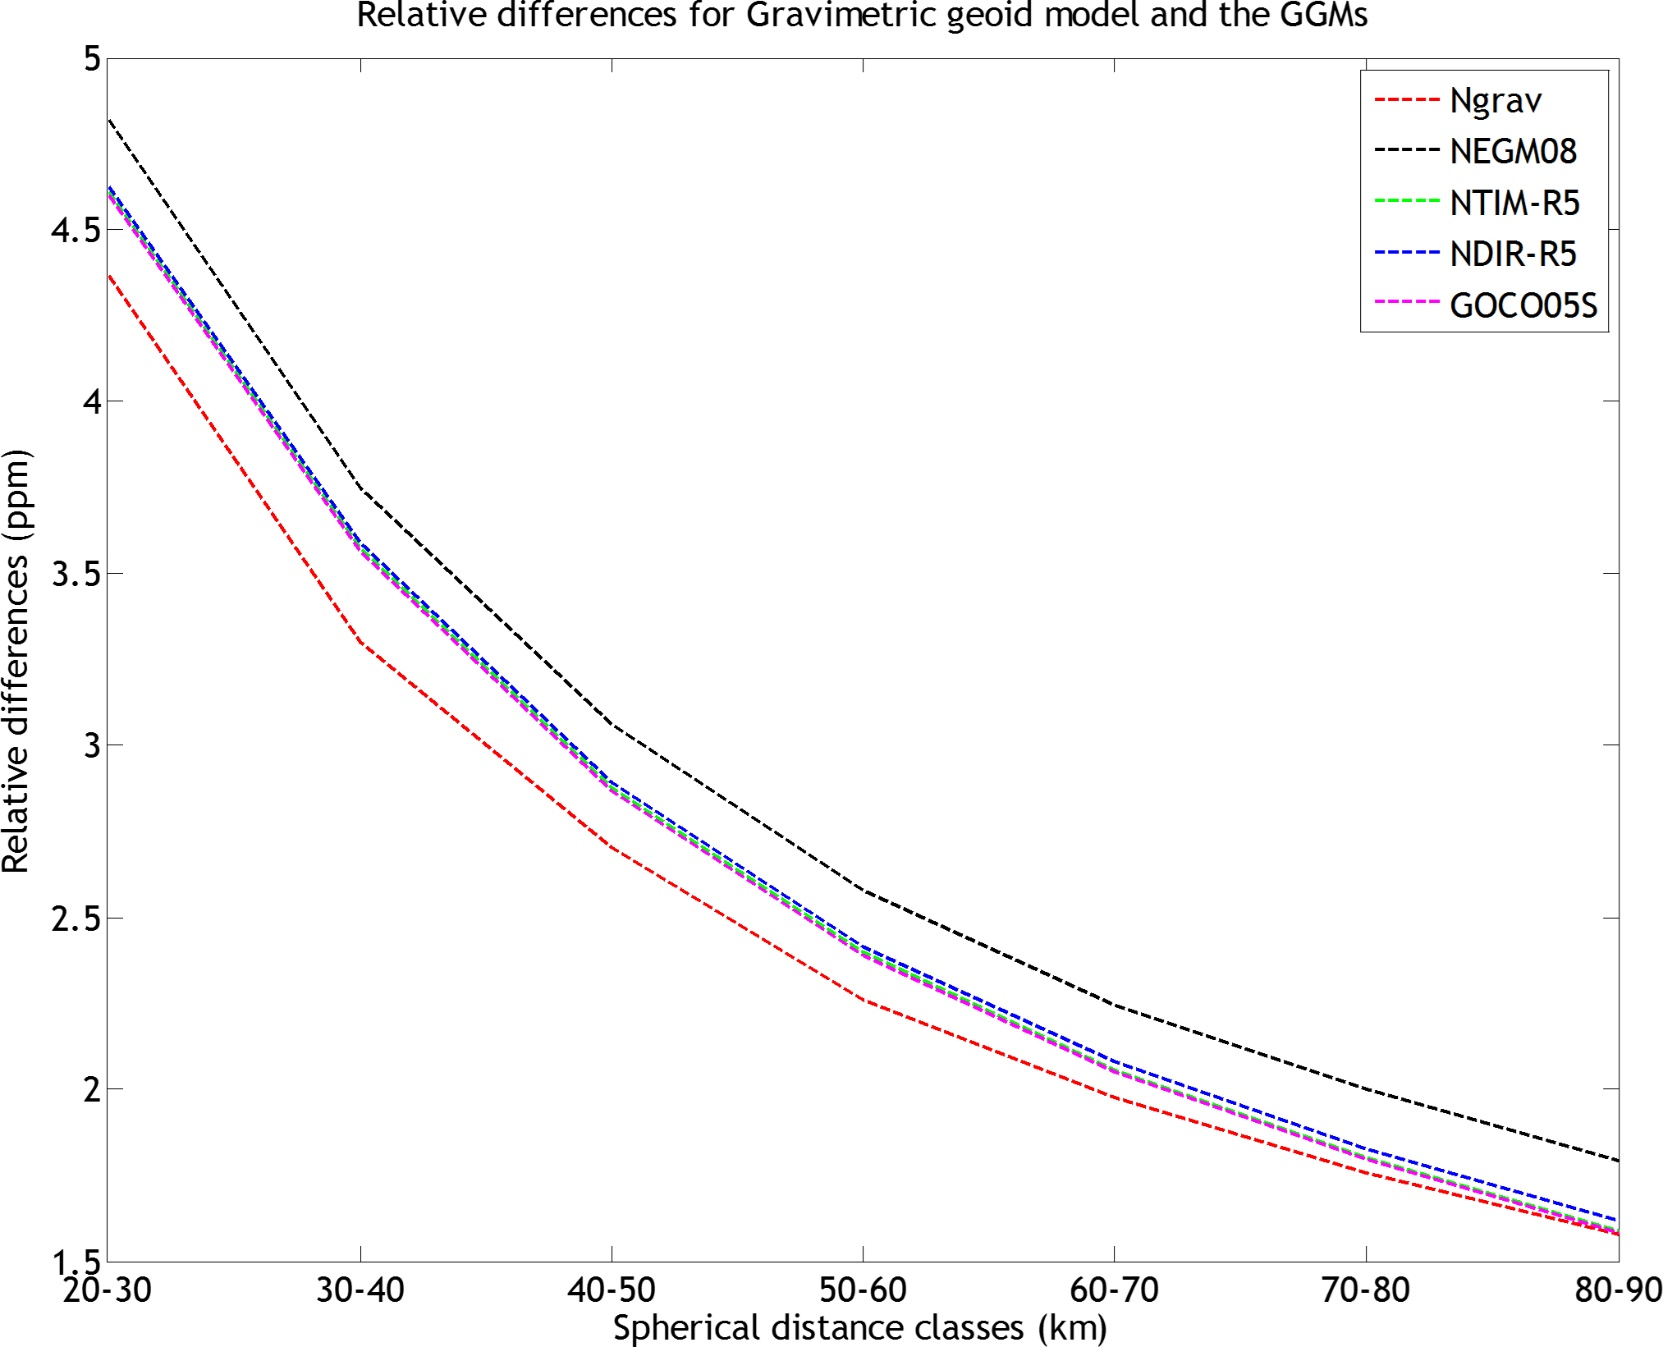 Relative differences for Gravimetric geoid model and the GGMs
5
4.5
4
3.5
3
2.5
2
1.5
Relative differences (ppm)
Ngrav
NEGM08
NTIM-R5
NDIR-R5
GOCO05S
20-30 30-40 40-50 50-60 60-70 70-80 80-90
Spherical distance classes (km)